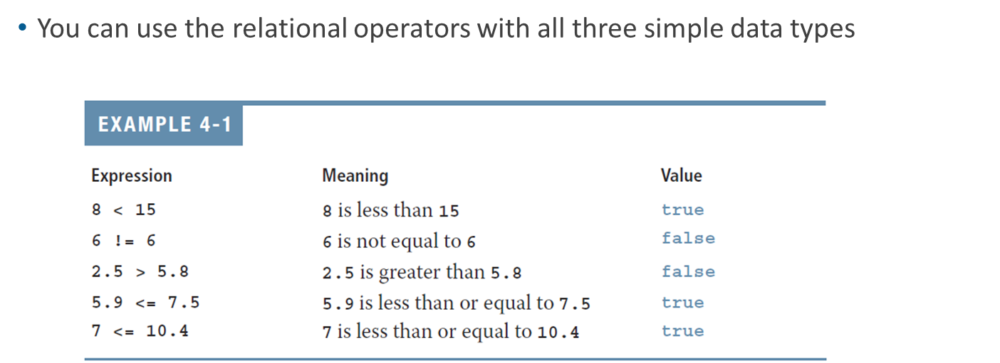 • You can use the relational operators with all three simple data types
EXAMPLE 4-1
Expression Meaning Value
8 < 15 8 is less than 15 true
6 != 6 6 is not equal to 6 false
2.5 > 5.8 2.5 is greater than 5.8 false
5.9 <= 7.5 5.9 is less than or equal to 7.5 true
7 <= 10.4 7 is less than or equal to 10.4 true